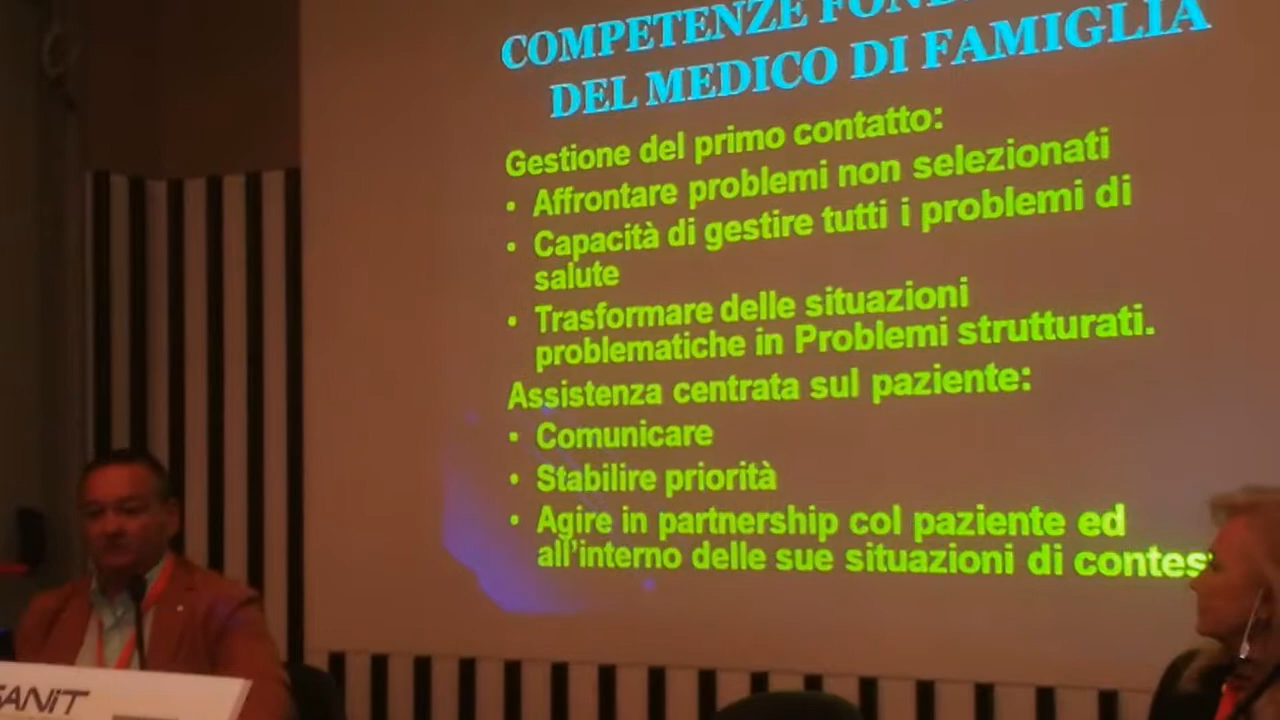 COMPETENZE
DEL MEDICO DI FAMIGLIA
Gestione del primo contatto:
• Affrontare problemi non selezionati
• Capacità di gestire tutti i problemi di
salute
• Trasformare delle situazioni
problematiche in Problemi strutturati.
Assistenza centrata sul paziente:
• Comunicare
• Stabilire priorità
• Agire in partnership col paziente ed
all'interno delle sue situazioni di
SANiT